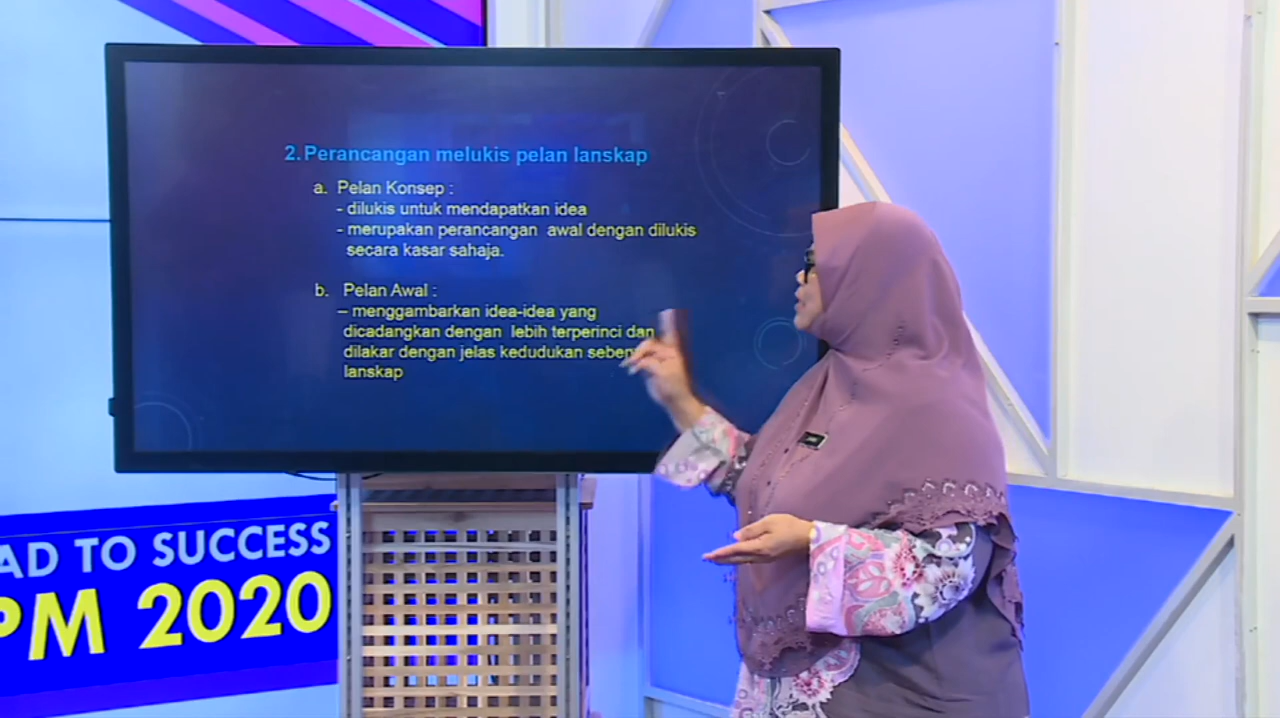 2. Perancangan melukis pelan lanskap
a. Pelan Konsep :
- dilukis untuk mendapatkan idea
- merupakan perancangan awal dengan dilukis
secara kasar sahaja.
b. Pelan Awal :
– menggambarkan idea-idea yang
dicadangkan dengan lebih terperinci dan
dilakar dengan jelas kedudukan
lanskap
AD TO SUCCESS
PM 2020